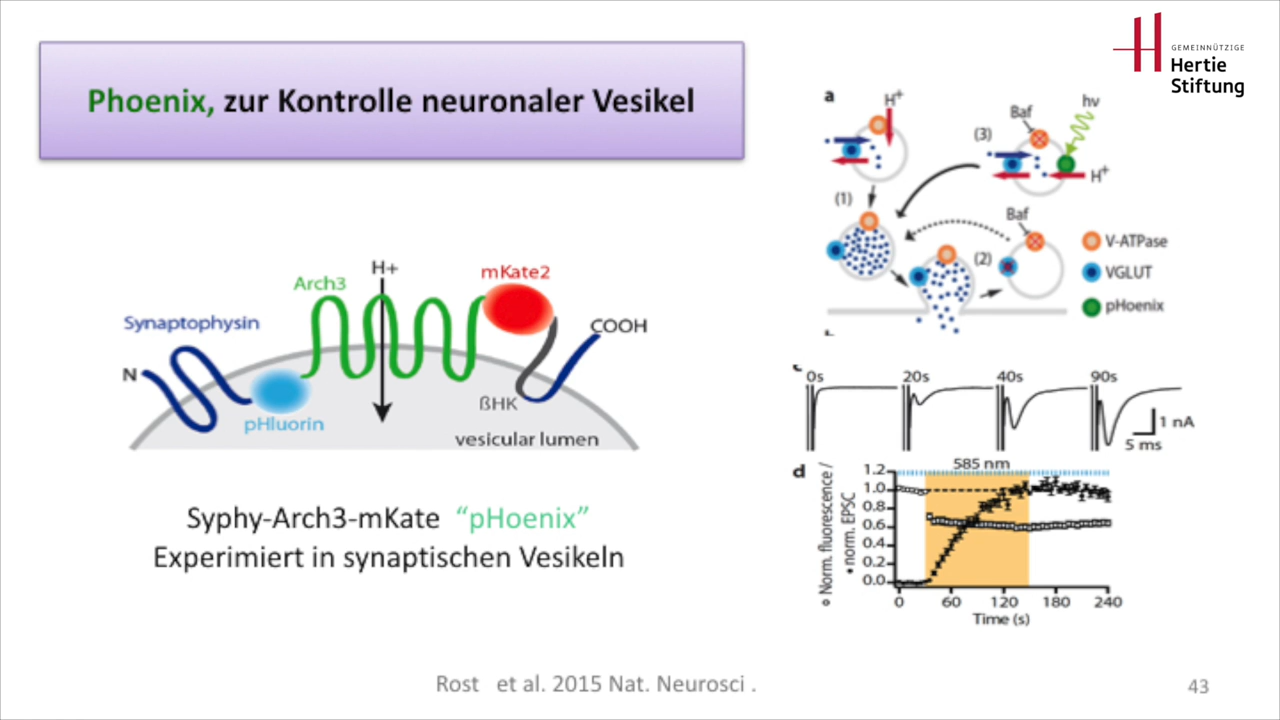 GEMEINNÜTZIGE
Hertie
Stiftung
Phoenix, zur Kontrolle neuronaler Vesikel
a
H+
Baf
hν
(3)
H+
(1)
Baf
(2)
V-ATPase
VGLUT
pHoenix
H+
mKate2
Arch3
Synaptophysin
COOH
N
pHluorin
ßHK
vesicular lumen
Syphy-Arch3-mKate “pHoenix”
Experimiert in synaptischen Vesikeln
0s 20s 40s 90s
1 nA
5 ms
d
585 nm
Norm. fluorescence /
norm. EPSC
1.2
1.0
0.8
0.6
0.4
0.2
0.0
0 60 120 180 240
Time (s)
Rost et al. 2015 Nat. Neurosci .
43